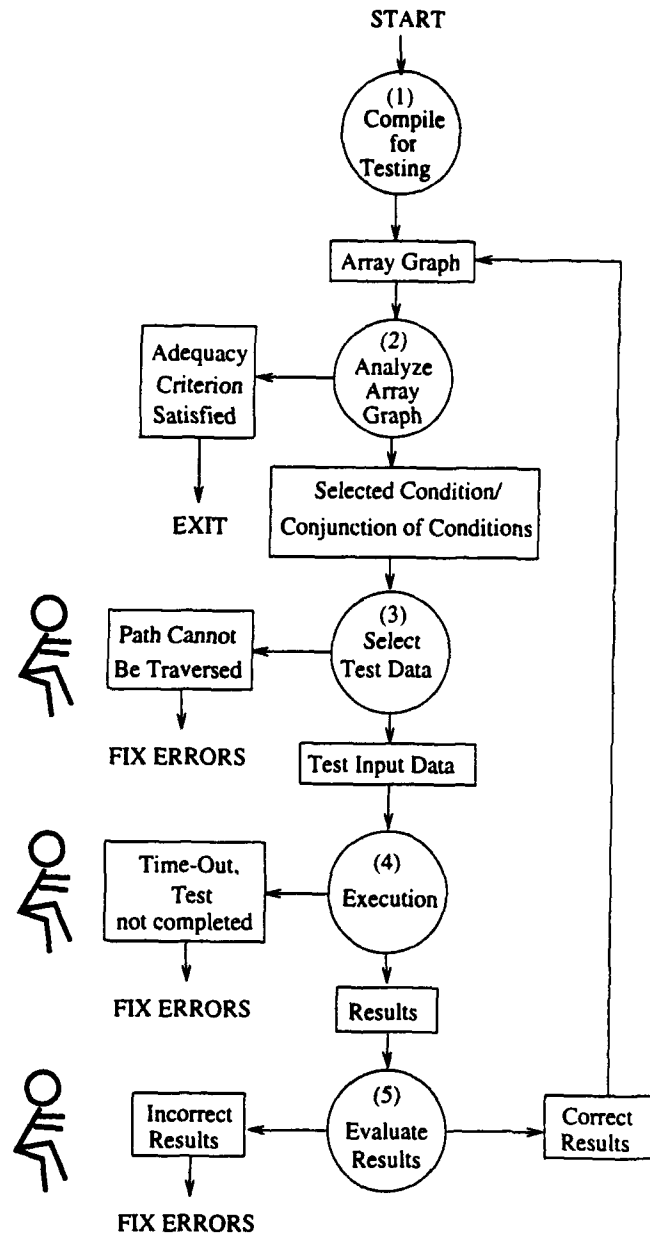 START
(1)
Compile
for
Testing
Array Graph
(2)
Analyze
Array
Graph
Adequacy
Criterion
Satisfied
EXIT
Selected Condition/
Conjunction of Conditions
(3)
Select
Test Data
Path Cannot
Be Traversed
FIX ERRORS
Test Input Data
(4)
Execution
Time-Out,
Test
not completed
FIX ERRORS
Results
(5)
Evaluate
Results
Incorrect
Results
FIX ERRORS
Correct
Results